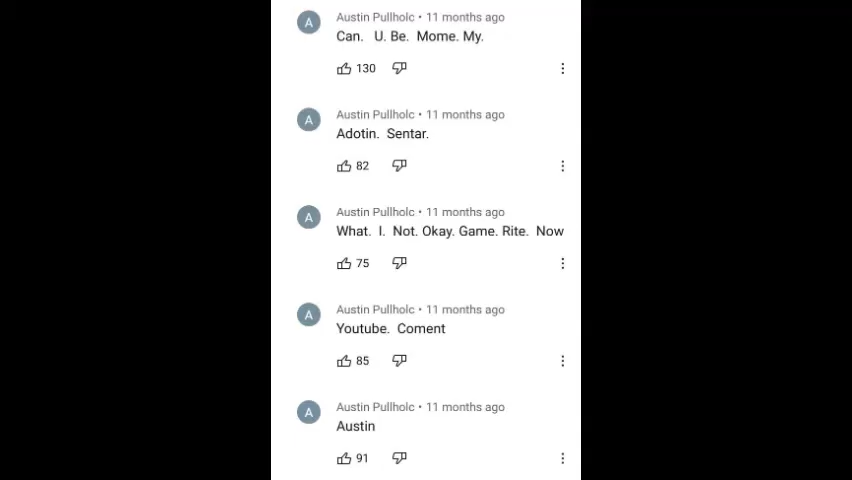 Austin Pullholc • 11 months ago
A
Can. U. Be. Mome. My.
130
Austin Pullholc • 11 months ago
A
Adotin. Sentar.
82
Austin Pullholc • 11 months ago
A
What. I. Not. Okay. Game. Rite. Now
75
Austin Pullholc • 11 months ago
A
Youtube. Coment
85
Austin Pullholc • 11 months ago
A
Austin
91